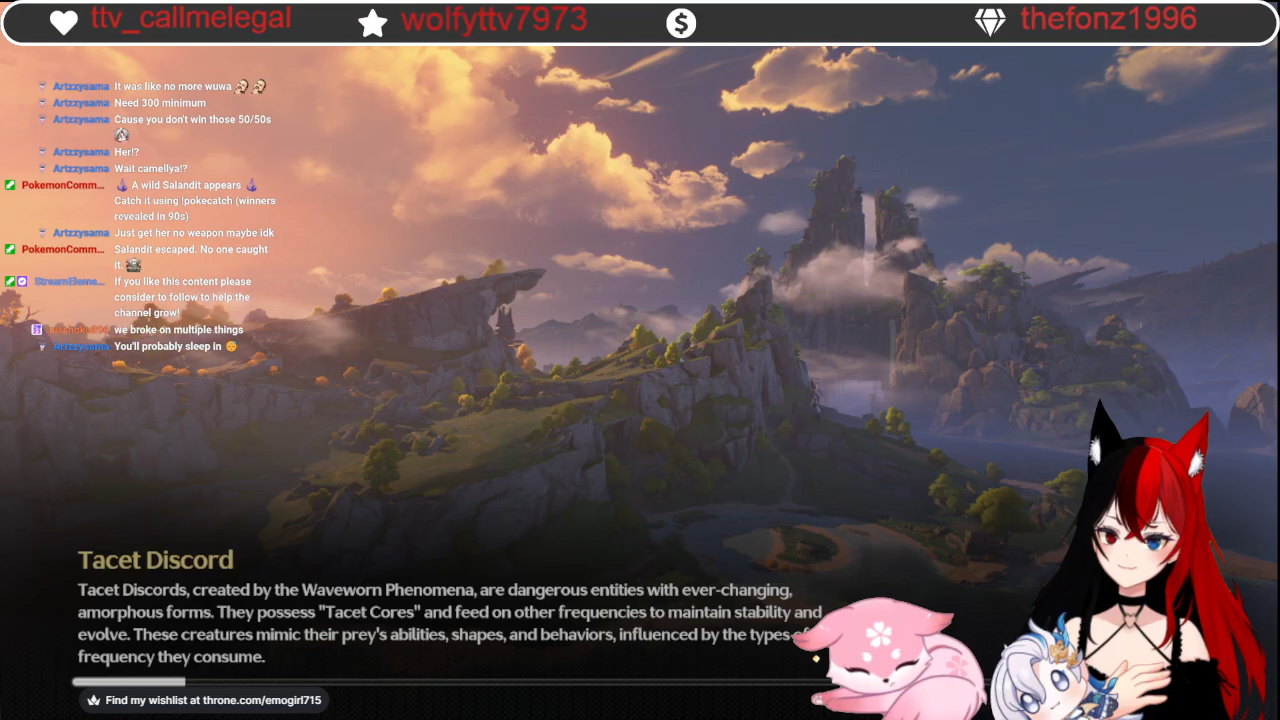 ttv_callmelegal
wolfyttv7973
thefonz1996
Artzzysama It was like no more wuwa
Artzzysama Need 300 minimum
Artzzysama Cause you don't win those 50/50s
Artzzysama Her!?
Artzzysama Wait camellya!?
PokemonComm... A wild Salandit appears
Catch it using !pokecatch (winners
revealed in 90s)
Artzzysama Just get her no weapon maybe idk
PokemonComm... Salandit escaped. No one caught
it.
StreamEleme... If you like this content please
consider to follow to help the
channel grow!
we broke on multiple things
Artzzysama You'll probably sleep in
Tacet Discord
Tacet Discords, created by the Waveworn Phenomena, are dangerous entities with ever-changing,
amorphous forms. They possess "Tacet Cores" and feed on other frequencies to maintain stability and
evolve. These creatures mimic their prey's abilities, shapes, and behaviors, influenced by the types of
frequency they consume.
Find my wishlist at throne.com/emogirl715